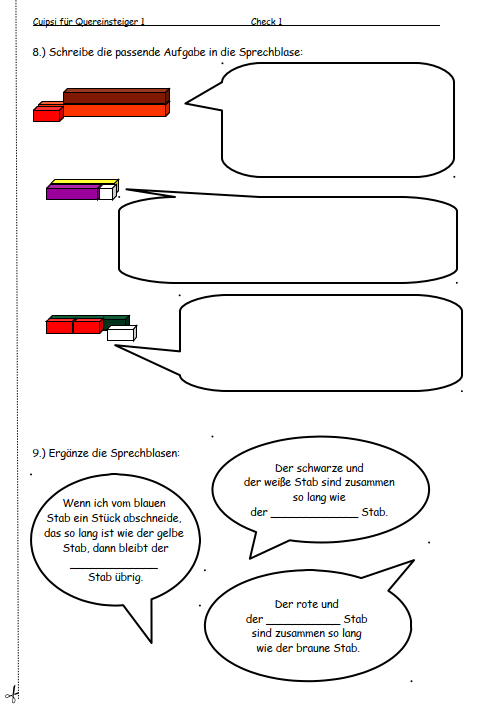 Cuipsi für Quereinsteiger 1 Check 1
8.) Schreibe die passende Aufgabe in die Sprechblase:
9.) Ergänze die Sprechblasen:
Der schwarze und
der weiße Stab sind zusammen
so lang wie
der ______________ Stab.
Wenn ich vom blauen
Stab ein Stück abschneide,
das so lang ist wie der gelbe
Stab, dann bleibt der
______________
Stab übrig.
Der rote und
der ____________ Stab
sind zusammen so lang
wie der braune Stab.